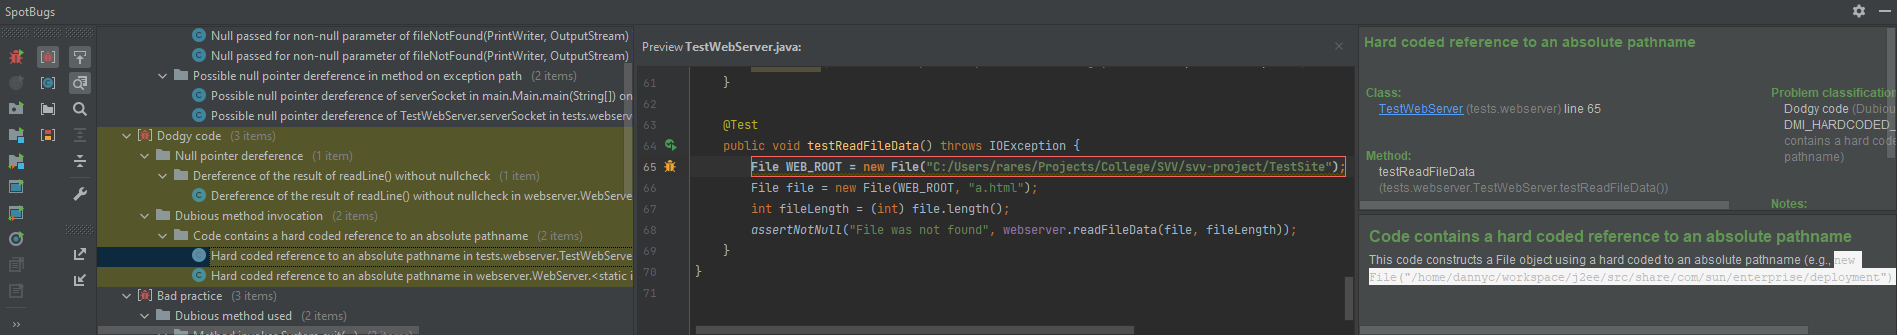 SpotBugs
Null passed for non-null parameter of fileNotFound(PrintWriter, OutputStream)
Null passed for non-null parameter of fileNotFound(PrintWriter, OutputStream)
Possible null pointer dereference in method on exception path (2 items)
Possible null pointer dereference of serverSocket in main.Main.main(String[]) on
Possible null pointer dereference of TestWebServer.serverSocket in tests.webserv
Dodgy code (3 items)
Null pointer dereference (1 item)
Dereference of the result of readLine() without nullcheck (1 item)
Dereference of the result of readLine() without nullcheck in webserver.WebServe
Dubious method invocation (2 items)
Code contains a hard coded reference to an absolute pathname (2 items)
Hard coded reference to an absolute pathname in tests.webserver.TestWebServe
Hard coded reference to an absolute pathname in webserver.WebServer.<static i
Bad practice (3 items)
Dubious method used (2 items)
Preview TestWebServer.java:
61 }
62
63 @Test
64 public void testReadFileData() throws IOException {
65 File WEB_ROOT = new File("C:/Users/rares/Projects/College/SVV/svv-project/TestSite");
66 File file = new File(WEB_ROOT, "a.html");
67 int fileLength = (int) file.length();
68 assertNotNull("File was not found", webserver.readFileData(file, fileLength));
69 }
70 }
71
Hard coded reference to an absolute pathname
Class:
TestWebServer (tests.webserver) line 65
Method:
testReadFileData
(tests.webserver.TestWebServer.testReadFileData())
Problem classification
Dodgy code (Dubiou
DMI_HARDCODED_
contains a hard coded
pathname)
Notes:
Code contains a hard coded reference to an absolute pathname
This code constructs a File object using a hard coded to an absolute pathname (e.g., new
File("/home/dannyc/workspace/j2ee/src/share/com/sun/enterprise/deployment")